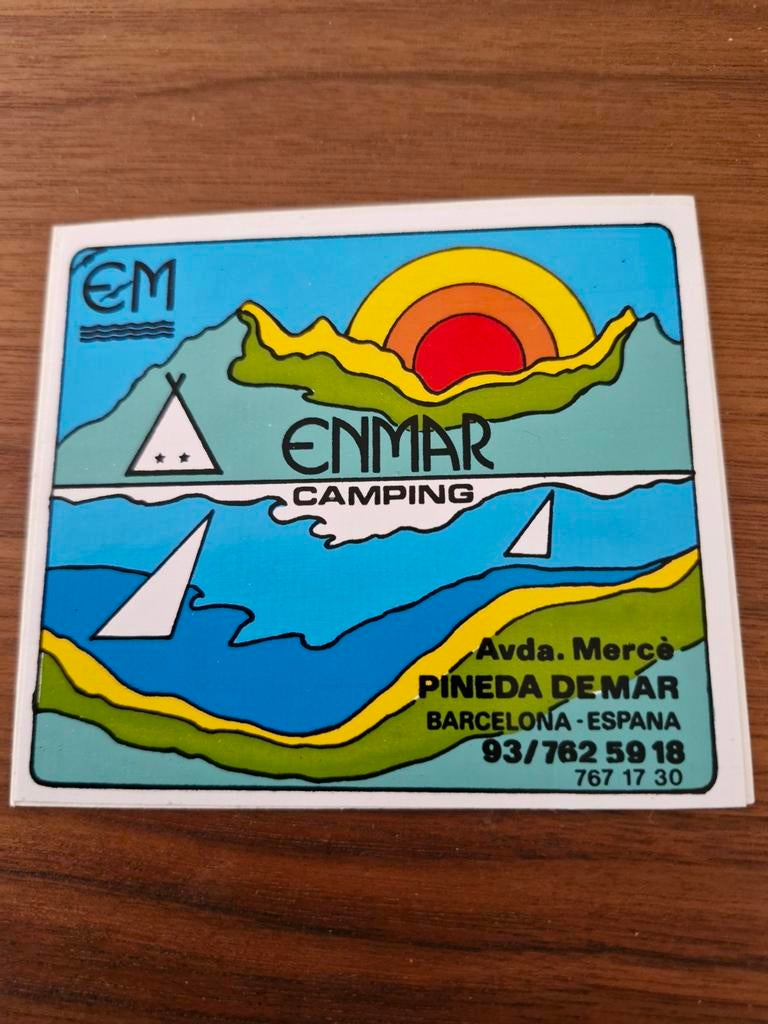 EM
ENMAR
CAMPING
Avda. Mercè
PINEDA DE MAR
BARCELONA - ESPANA
93/762 59 18
767 17 30